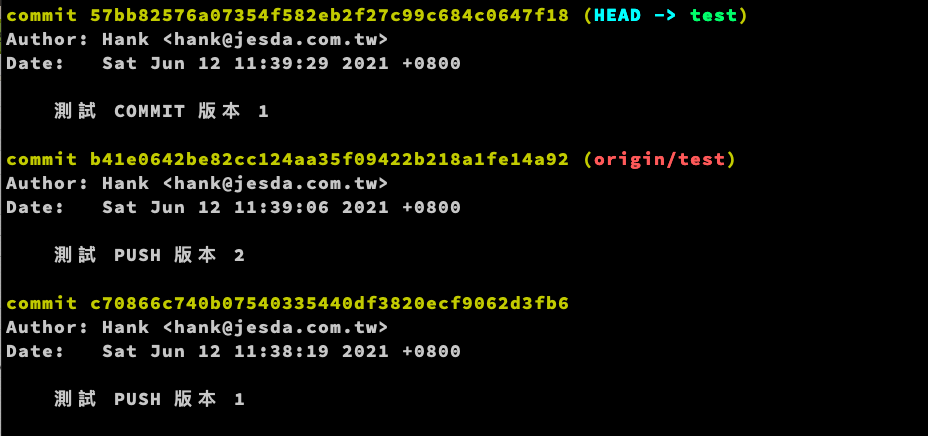 commit 57bb82576a07354f582eb2f27c99c684c0647f18 (HEAD -> test)
Author: Hank <hank@jesda.com.tw>
Date:   Sat Jun 12 11:39:29 2021 +0800
測試 COMMIT 版本 1
commit b41e0642be82cc124aa35f09422b218a1fe14a92 (origin/test)
Author: Hank <hank@jesda.com.tw>
Date:   Sat Jun 12 11:39:06 2021 +0800
測試 PUSH 版本 2
commit c70866c740b07540335440df3820ecf9062d3fb6
Author: Hank <hank@jesda.com.tw>
Date:   Sat Jun 12 11:38:19 2021 +0800
測試 PUSH 版本 1